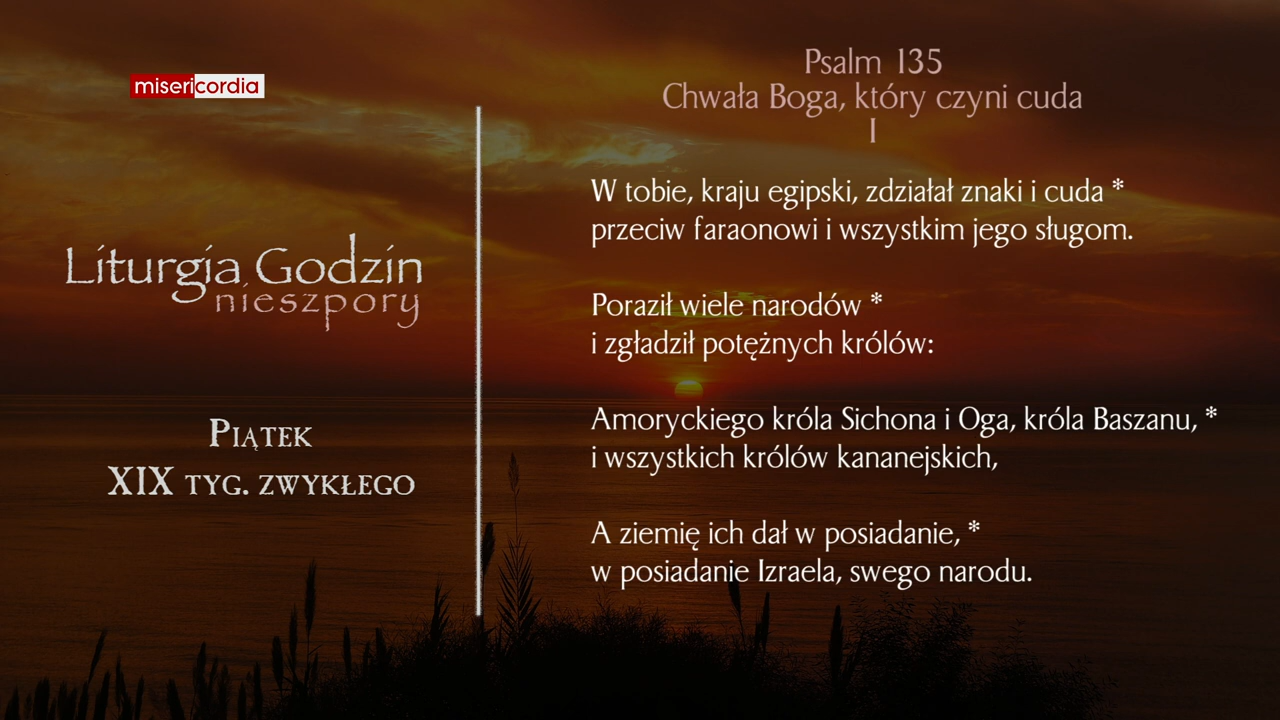 misericordia
Liturgia Godzin
nieszpory
Piątek
XIX tyg. zwykłego
Psalm 135
Chwała Boga, który czyni cuda
I
W tobie, kraju egipski, zdziałał znaki i cuda *
przeciw faraonowi i wszystkim jego sługom.
Poraził wiele narodów *
i zgładził potężnych królów:
Amoryckiego króla Sichona i Oga, króla Baszanu, *
i wszystkich królów kananejskich,
A ziemię ich dał w posiadanie, *
w posiadanie Izraela, swego narodu.